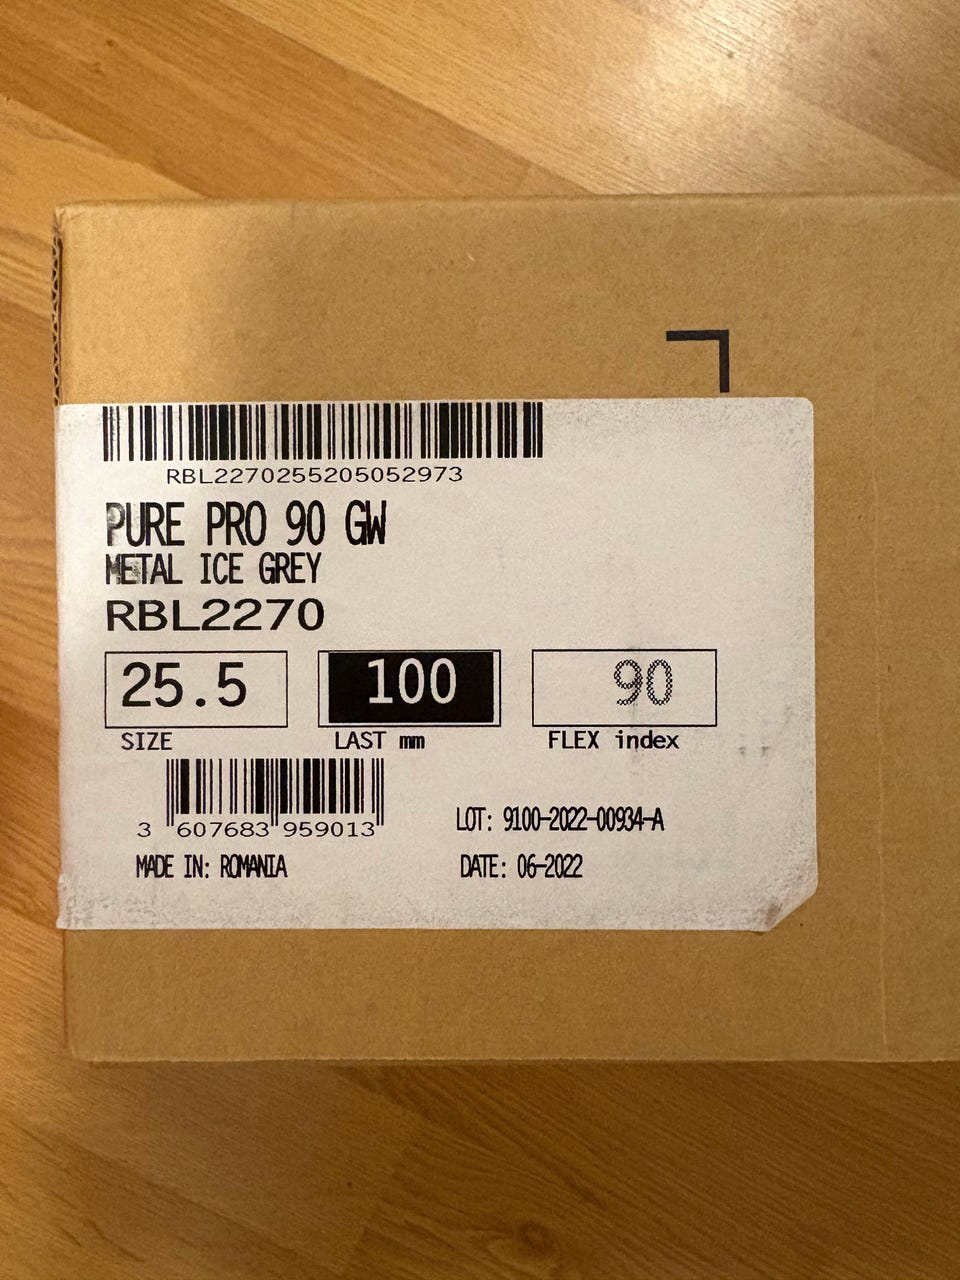 RBL2270255205052973
PURE PRO 90 GW
METAL ICE GREY
RBL2270
25.5 100 90
SIZE LAST mm FLEX index
3 607683 959013
LOT: 9100-2022-00934-A
MADE IN: ROMANIA
DATE: 06-2022